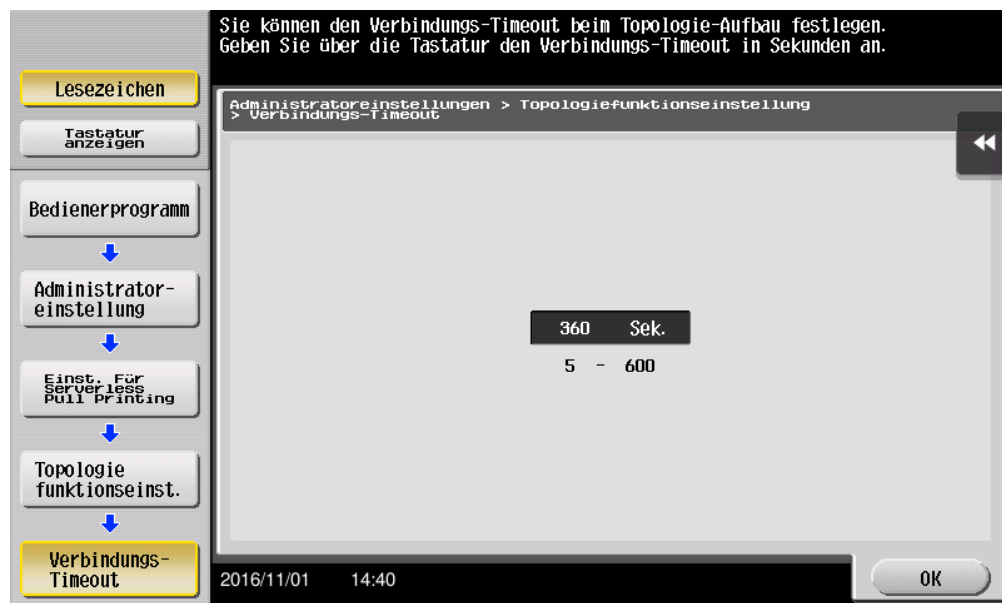 Sie können den Verbindungs-Timeout beim Topologie-Aufbau festlegen.
Geben Sie über die Tastatur den Verbindungs-Timeout in Sekunden an.
Lesezeichen
Tastatur
anzeigen
Bedienerprogramm
Administrator-
einstellung
Einst. Für
Serverless
Pull Printing
Topologie
funktionseinst.
Verbindungs-
Timeout
Administratoreinstellungen > Topologiefunktionseinstellung
> Verbindungs-Timeout
360 Sek.
5 - 600
2016/11/01 14:40
OK